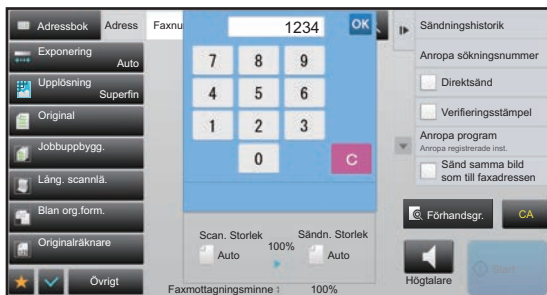 Adressbok
Adress
Faxnu
1234
OK
Sändningshistorik
Exponering
Auto
Anropa sökningsnummer
7 8 9
Upplösning
Superfin
Direktsänd
4 5 6
Original
Verifieringsstämpel
1 2 3
Jobbuppbygg.
Anropa program
Anropa registrerade inst.
0 C
Lång. scannlä.
Sänd samma bild
som till faxadressen
Blan org.form.
Förhandsgr.
CA
Scan. Storlek
Auto
100%
Sändn. Storlek
Auto
Originalräknare
Övrigt
Högtalare
Start
Faxmottagningsminne
100%